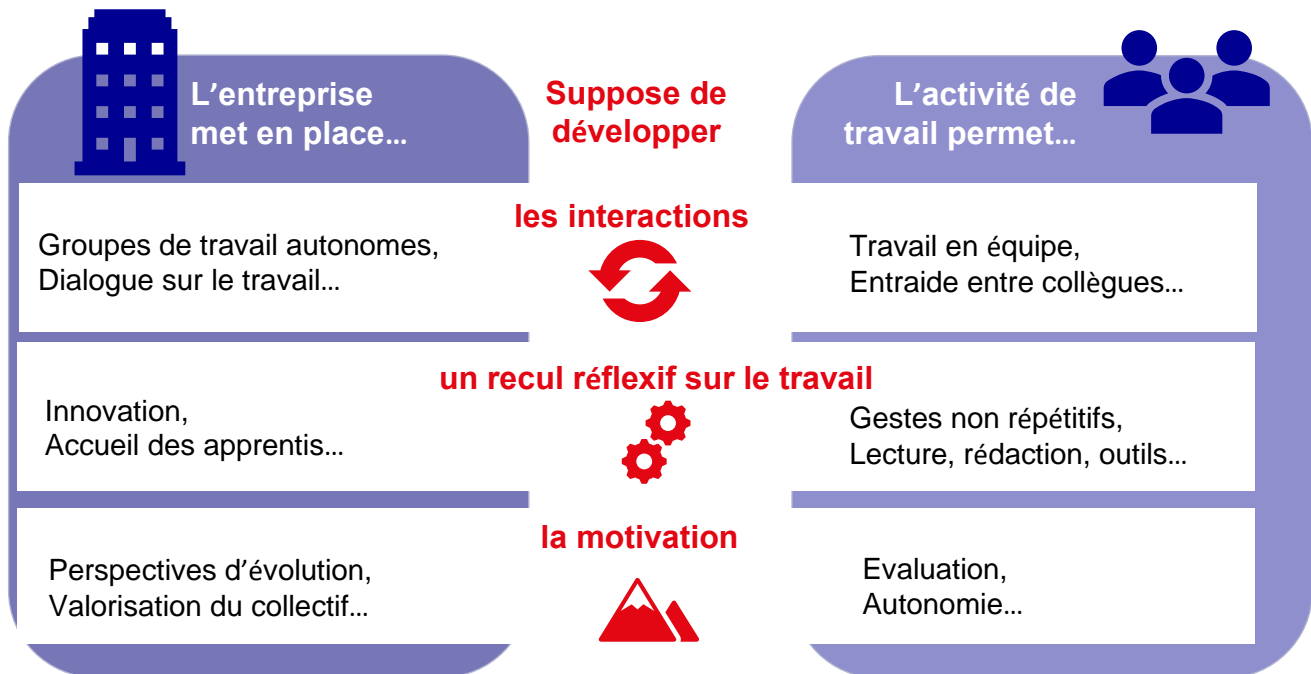 L’entreprise
met en place…
Suppose de
développer
L’activité de
travail permet…
les interactions
Groupes de travail autonomes,
Dialogue sur le travail…
Travail en équipe,
Entraide entre collègues…
un recul réflexif sur le travail
Innovation,
Accueil des apprentis…
Gestes non répétitifs,
Lecture, rédaction, outils…
la motivation
Perspectives d’évolution,
Valorisation du collectif…
Evaluation,
Autonomie…